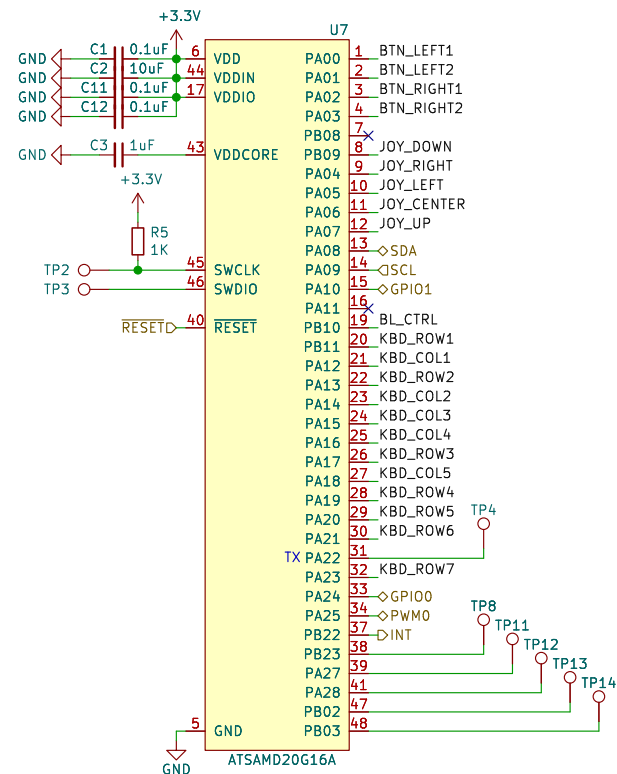 +3.3V
U7
GND C1 0.1uF 6 VDD PA00 1 BTN_LEFT1
GND C2 10uF 44 VDDIN PA01 2 BTN_LEFT2
GND C11 0.1uF 17 VDDIO PA02 3 BTN_RIGHT1
GND C12 0.1uF PA03 4 BTN_RIGHT2
PB08 7
GND C3 1uF 43 VDDCORE PB09 8 JOY_DOWN
PA04 9 JOY_RIGHT
+3.3V
PA05 10 JOY_LEFT
PA06 11 JOY_CENTER
R5 PA07 12 JOY_UP
1K PA08 13 SDA
TP2 45 SWCLK PA09 14 SCL
TP3 46 SWDIO PA10 15 GPIO1
PA11 16
RESET 40 RESET PB10 19 BL_CTRL
PB11 20 KBD_ROW1
PA12 21 KBD_COL1
PA13 22 KBD_ROW2
PA14 23 KBD_COL2
PA15 24 KBD_COL3
PA16 25 KBD_COL4
PA17 26 KBD_ROW3
PA18 27 KBD_COL5
PA19 28 KBD_ROW4
PA20 29 KBD_ROW5
PA21 30 KBD_ROW6
TP4
TX PA22 31
PA23 32 KBD_ROW7
PA24 33 GPIO0
PA25 34 PWM0
TP8
PB22 37 INT
TP11
PB23 38
TP12
PA27 39
TP13
PA28 41
TP14
PB02 47
5 GND PB03 48
GND
ATSAMD20G16A